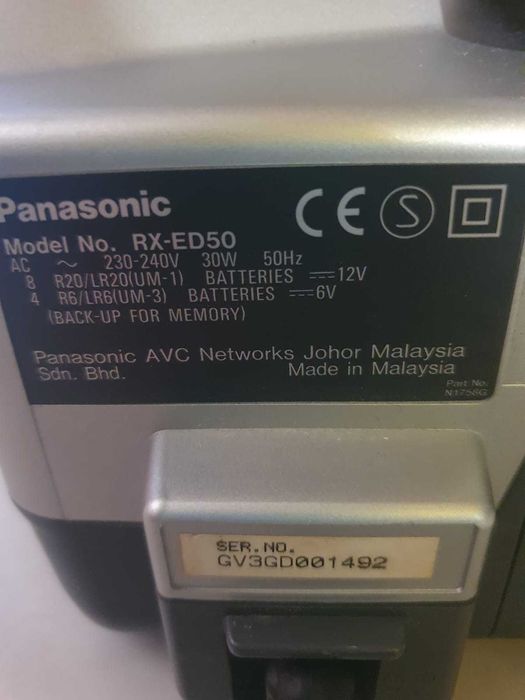 Panasonic
CE S
Model No. RX-ED50
AC ~ 230-240V 30W 50Hz
8 R20/LR20(UM-1) BATTERIES ⎓12V
4 R6/LR6(UM-3) BATTERIES ⎓6V
(BACK-UP FOR MEMORY)
Panasonic AVC Networks Johor Malaysia
Sdn. Bhd. Made in Malaysia
Part No.
N1758G
SER.NO.
GV3GD001492